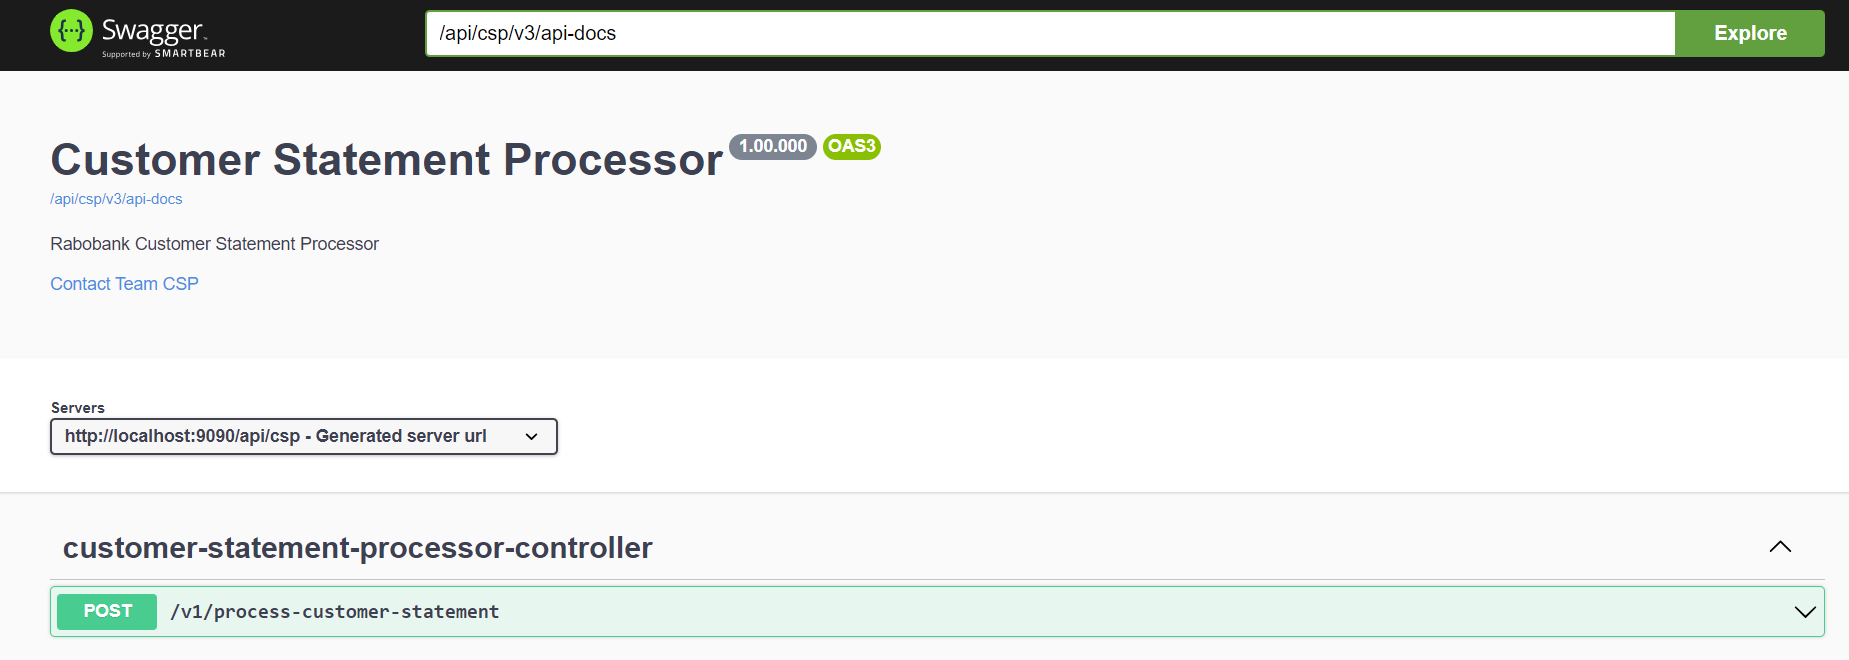 Swagger
Supported by SMARTBEAR
/api/csp/v3/api-docs
Explore
Customer Statement Processor 1.00.000 OAS3
/api/csp/v3/api-docs
Rabobank Customer Statement Processor
Contact Team CSP
Servers
http://localhost:9090/api/csp - Generated server url
customer-statement-processor-controller
POST /v1/process-customer-statement